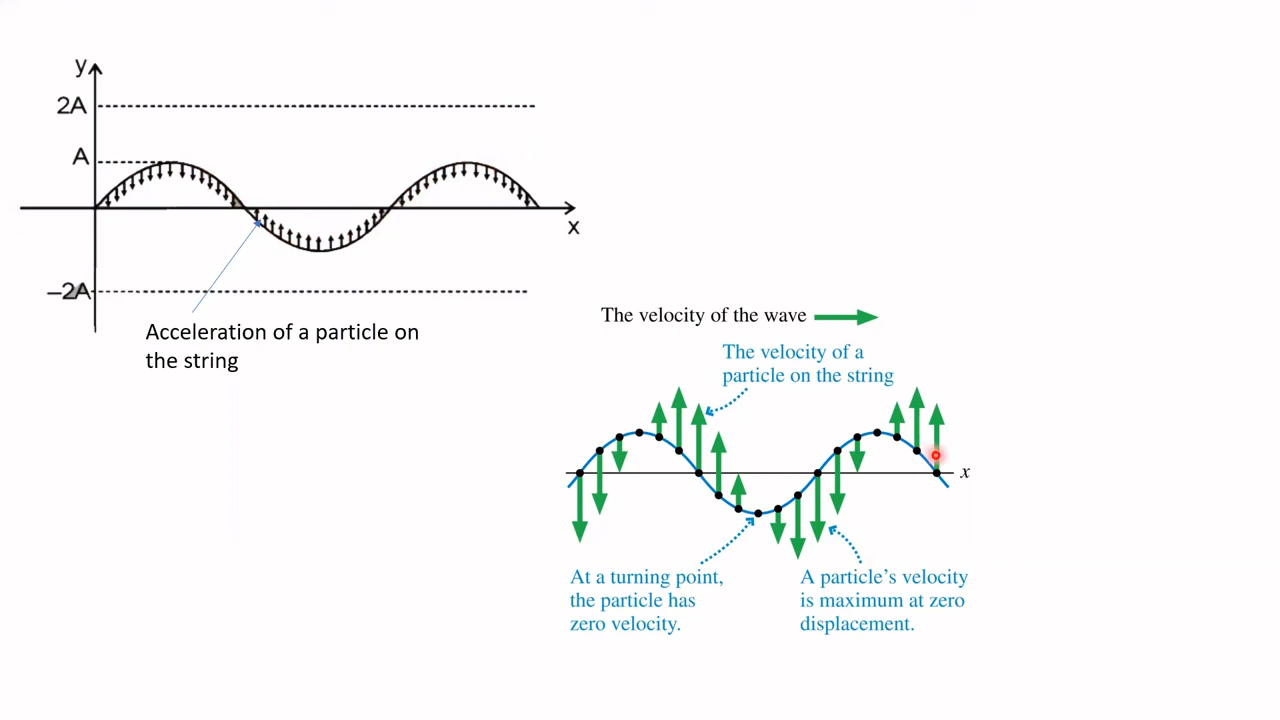 y
2A
A
x
–2A
Acceleration of a particle on
the string
The velocity of the wave
The velocity of a
particle on the string
x
At a turning point,
the particle has
zero velocity.
A particle's velocity
is maximum at zero
displacement.